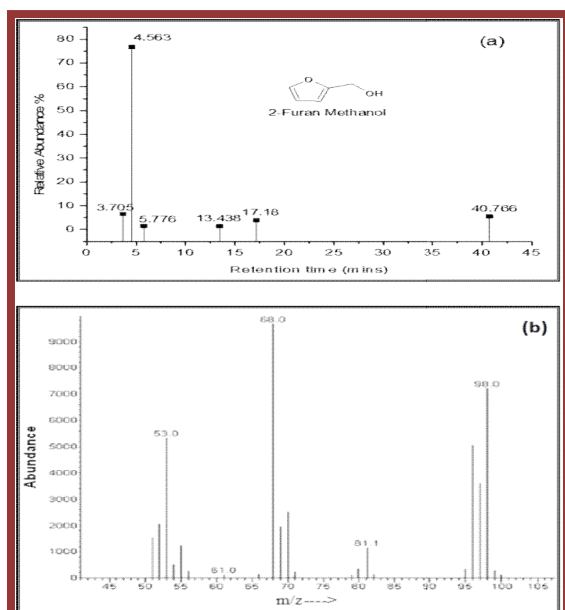 (a)
80
70
60
50
40
30
20
10
0
Relative Abundance %
4.563
3.705
5.776
13.438
17.18
40.766
O
OH
2-Furan Methanol
0 5 10 15 20 25 30 35 40 45
Retention time (mins)
(b)
9000
8000
7000
6000
5000
4000
3000
2000
1000
0
Abundance
68.0
98.0
53.0
61.0
81.1
45 50 55 60 65 70 75 80 85 90 95 100 105
m/z---->